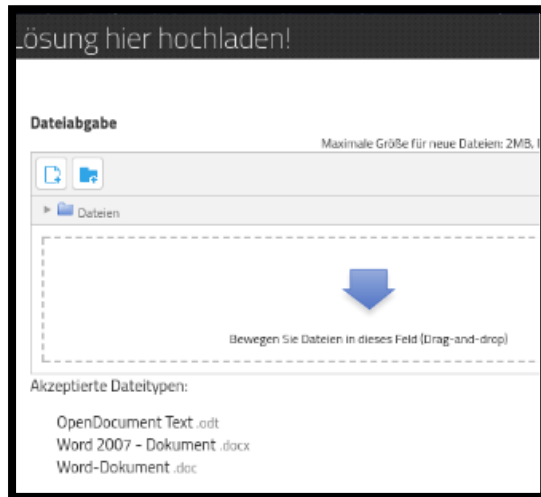 Lösung hier hochladen!
Dateiabgabe
Maximale Größe für neue Dateien: 2MB,
Dateien
Bewegen Sie Dateien in dieses Feld (Drag-and-drop)
Akzeptierte Dateitypen:
OpenDocument Text .odt
Word 2007 - Dokument .docx
Word-Dokument .doc